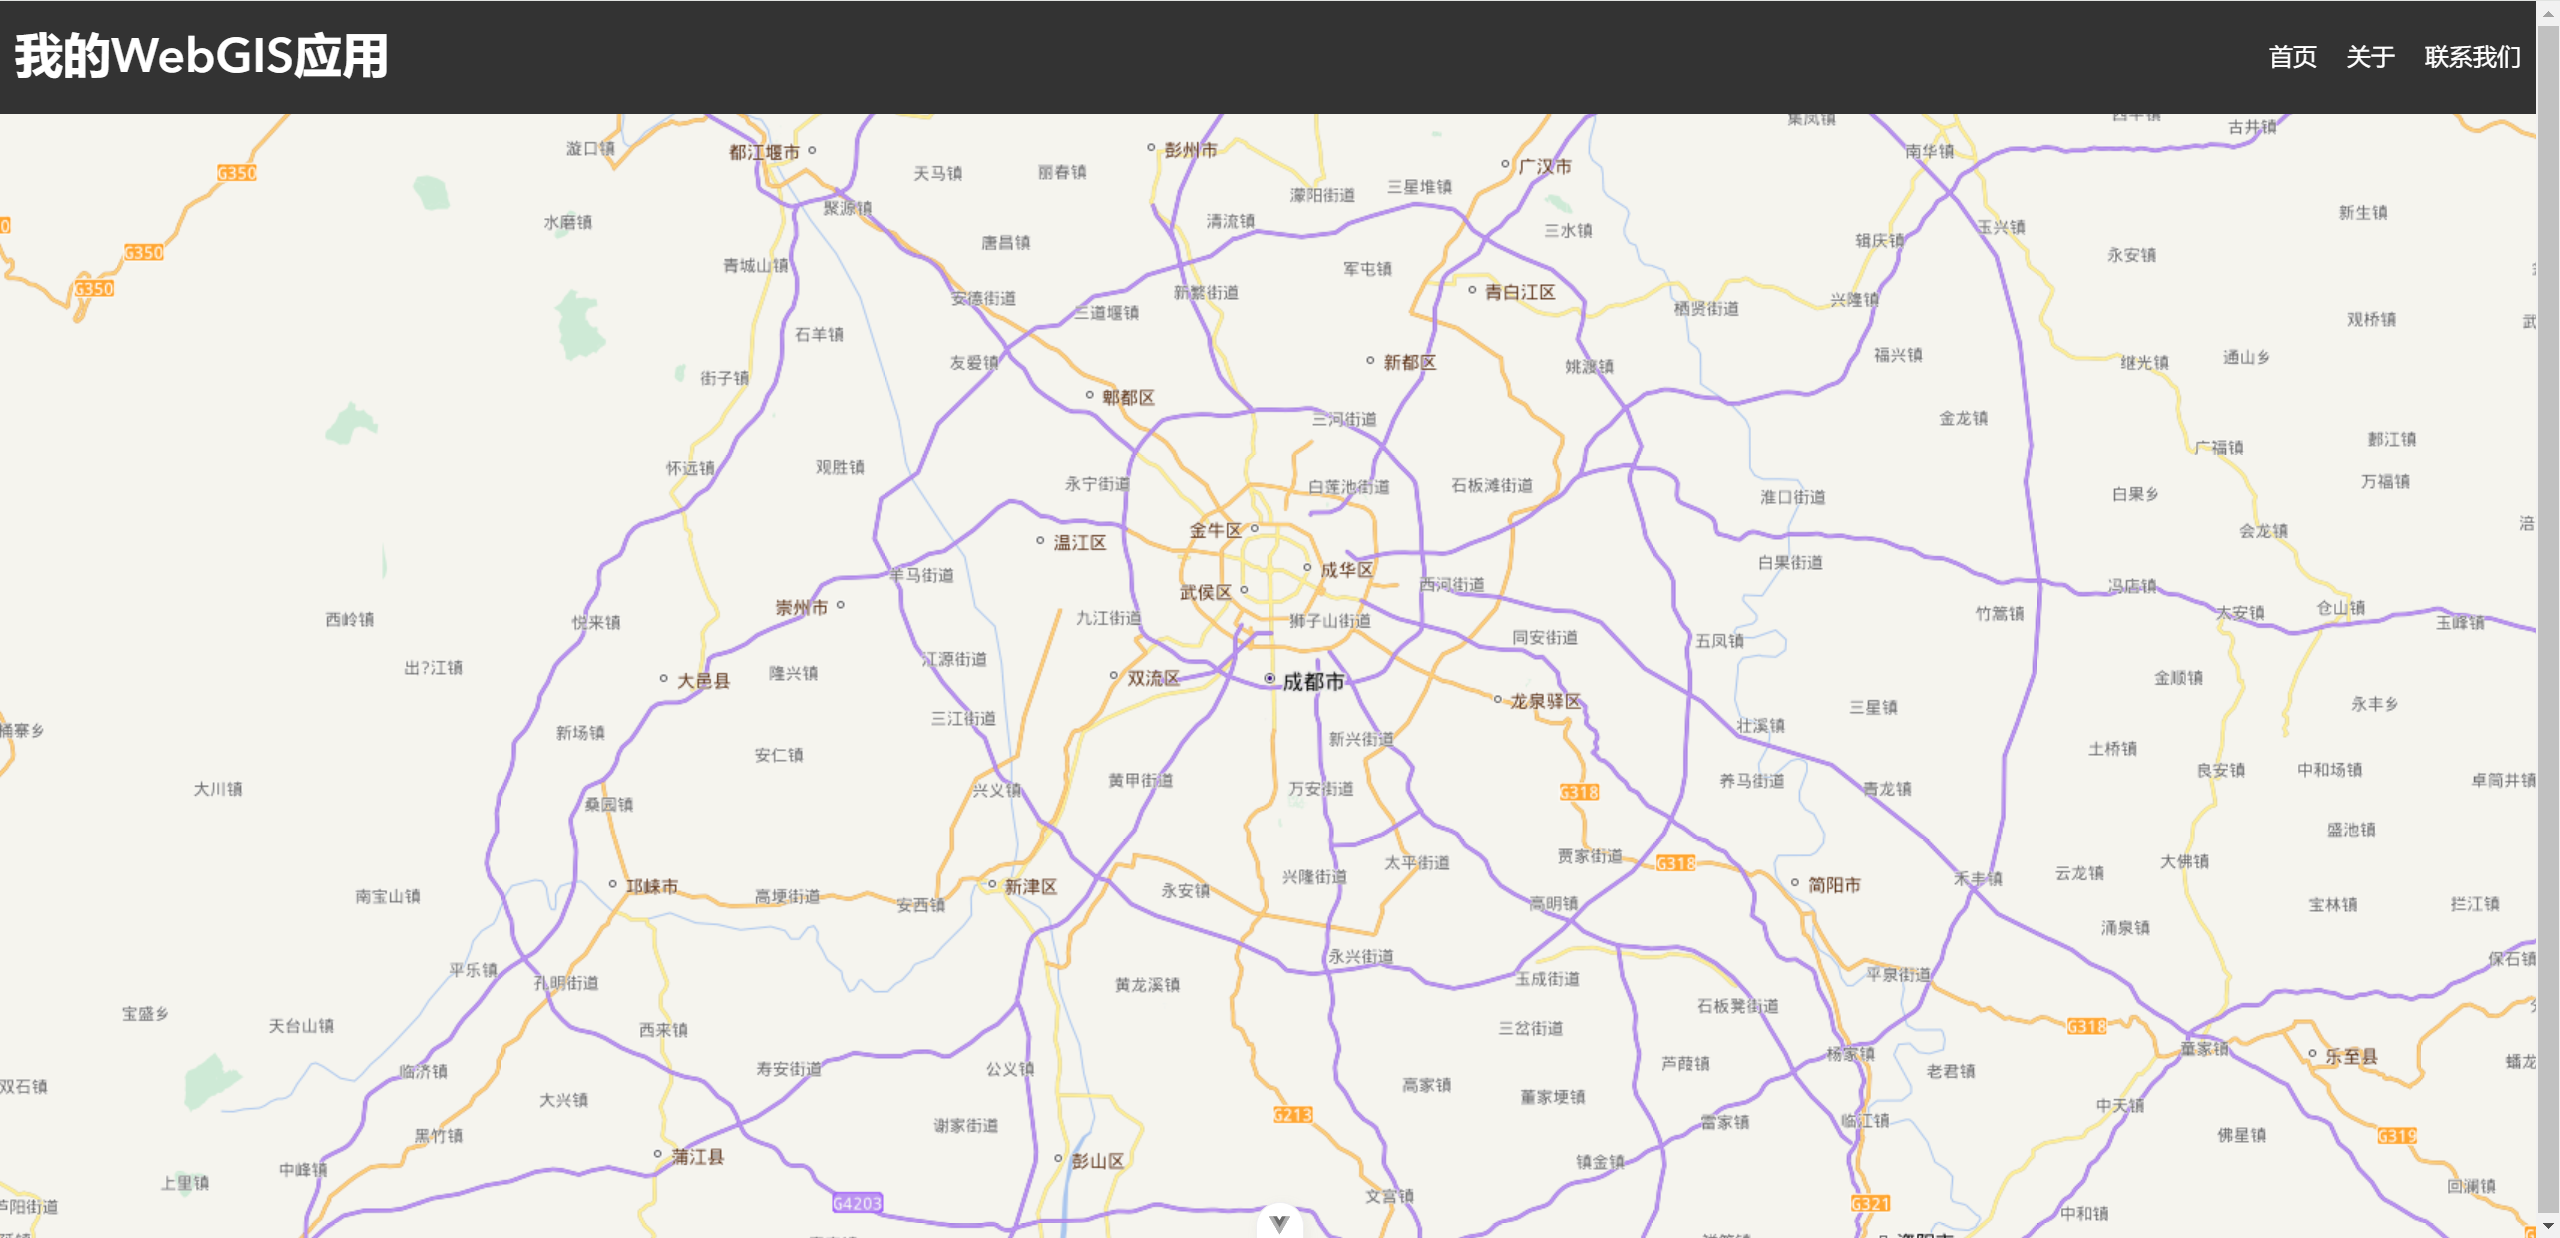 我的WebGIS应用
首页 关于 联系我们
漩口镇
都江堰市
彭州市
广汉市
集凤镇
南华镇
古井镇
G350
天马镇
丽春镇
濛阳街道
三星堆镇
水磨镇
聚源镇
清流镇
三水镇
新生镇
玉兴镇
辑庆镇
唐昌镇
永安镇
G350
青城山镇
军屯镇
G350
安德街道
新繁街道
青白江区
兴隆镇
三道堰镇
栖贤街道
观桥镇
石羊镇
友爱镇
新都区
姚渡镇
福兴镇
继光镇
通山乡
街子镇
郫都区
三河街道
金龙镇
郪江镇
广福镇
怀远镇
观胜镇
永宁街道
白莲池街道
石板滩街道
淮口街道
白果乡
万福镇
金牛区
会龙镇
温江区
成华区
白果街道
羊马街道
武侯区
西河街道
冯店镇
崇州市
西岭镇
悦来镇
九江街道
狮子山街道
竹篙镇
太安镇
仓山镇
玉峰镇
同安街道
五凤镇
出?江镇
江源街道
大邑县
隆兴镇
双流区
成都市
龙泉驿区
金顺镇
永丰乡
三江街道
三星镇
桶寨乡
新场镇
安仁镇
新兴街道
壮溪镇
土桥镇
大川镇
黄甲街道
万安街道
兴义镇
G318
养马街道
青龙镇
良安镇
中和场镇
卓筒井镇
桑园镇
盛池镇
邛崃市
高埂街道
安西镇
新津区
永安镇
兴隆街道
太平街道
贾家街道
G318
简阳市
禾丰镇
云龙镇
大佛镇
南宝山镇
高明镇
宝林镇
拦江镇
涌泉镇
平乐镇
孔明街道
黄龙溪镇
永兴街道
玉成街道
平泉街道
保石镇
宝盛乡
天台山镇
西来镇
石板凳街道
三岔街道
G318
临济镇
寿安街道
公义镇
芦葭镇
杨家镇
童家镇
乐至县
蟠龙
双石镇
大兴镇
高家镇
董家埂镇
老君镇
中天镇
黑竹镇
谢家街道
G213
雷家镇
临江镇
佛星镇
G319
中峰镇
蒲江县
彭山区
镇金镇
上里镇
G4203
文宫镇
G321
回澜镇
芦阳街道
中和镇